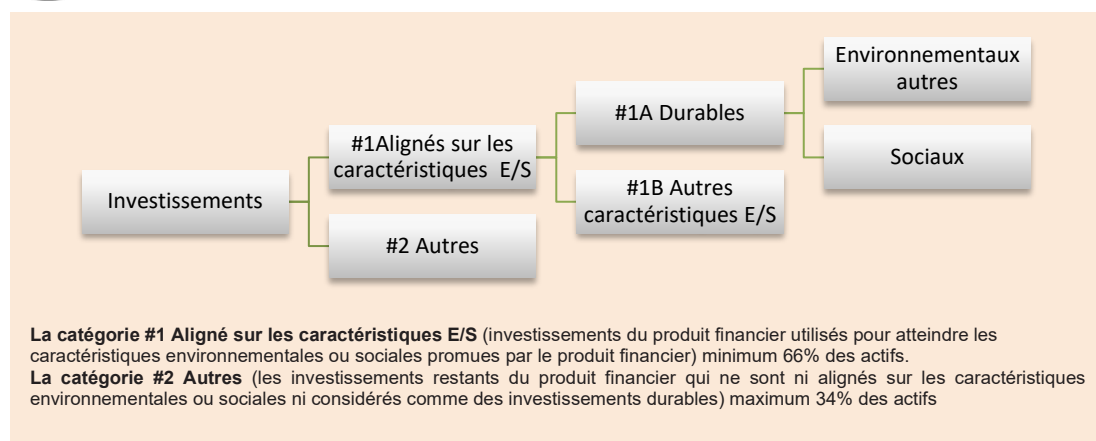 Environnementaux
autres
#1A Durables
#1Alignés sur les
caractéristiques E/S
Sociaux
Investissements
#1B Autres
caractéristiques E/S
#2 Autres
La catégorie #1 Aligné sur les caractéristiques E/S (investissements du produit financier utilisés pour atteindre les
caractéristiques environnementales ou sociales promues par le produit financier) minimum 66% des actifs.
La catégorie #2 Autres (les investissements restants du produit financier qui ne sont ni alignés sur les caractéristiques
environnementales ou sociales ni considérés comme des investissements durables) maximum 34% des actifs